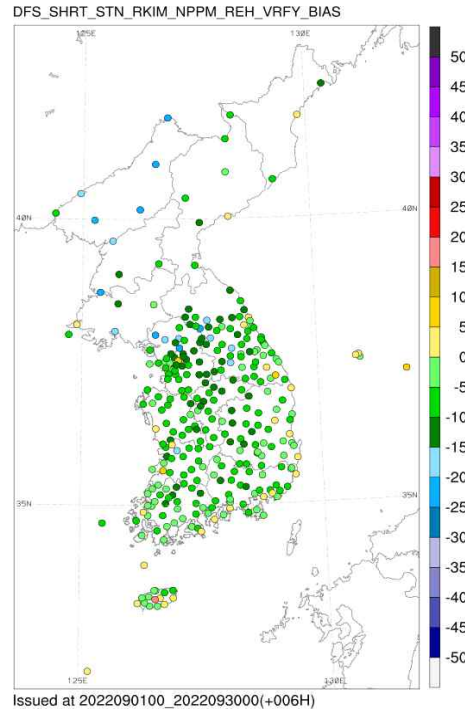 DFS_SHRT_STN_RKIM_NPPM_REH_VRFY_BIAS
125E
130E
50
45
40
35
30
25
20
15
10
5
0
-5
-10
-15
-20
-25
-30
-35
-40
-45
-50
40N
40N
35N
35N
125E
130E
Issued at 2022090100_2022093000(+006H)